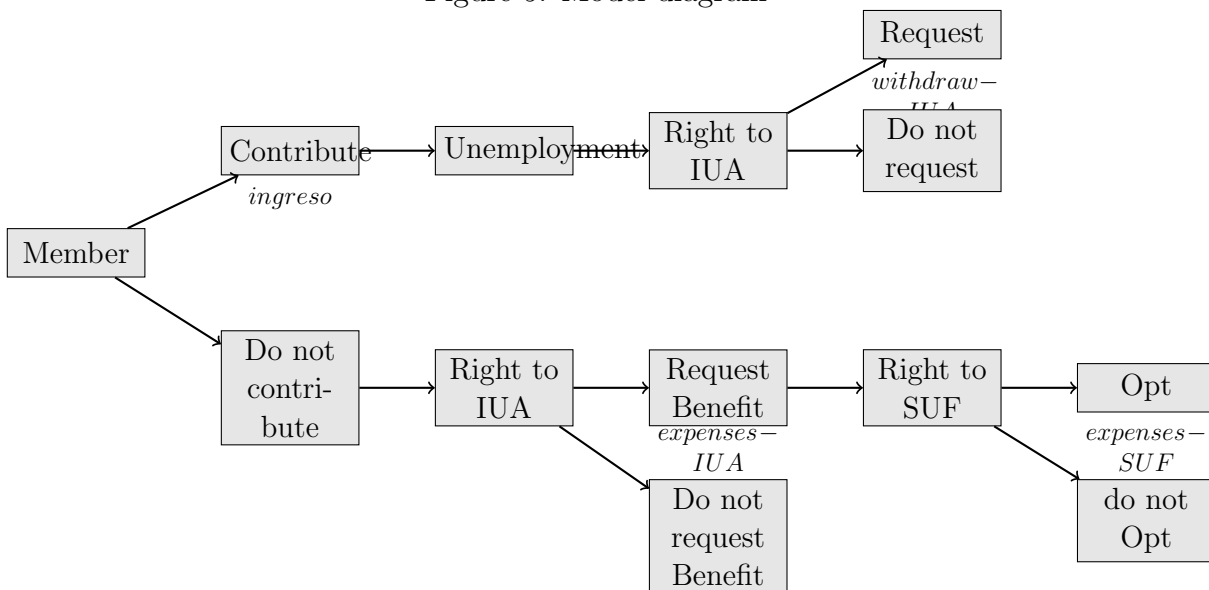 Figure Model diagram
Request
withdraw−
IUA
Do not
request
Contribute
ingreso
Unemployment
Right to
IUA
Member
Do not
contri-
bute
Right to
IUA
Request
Benefit
expenses−
IUA
Do not
request
Benefit
Right to
SUF
Opt
expenses−
SUF
do not
Opt